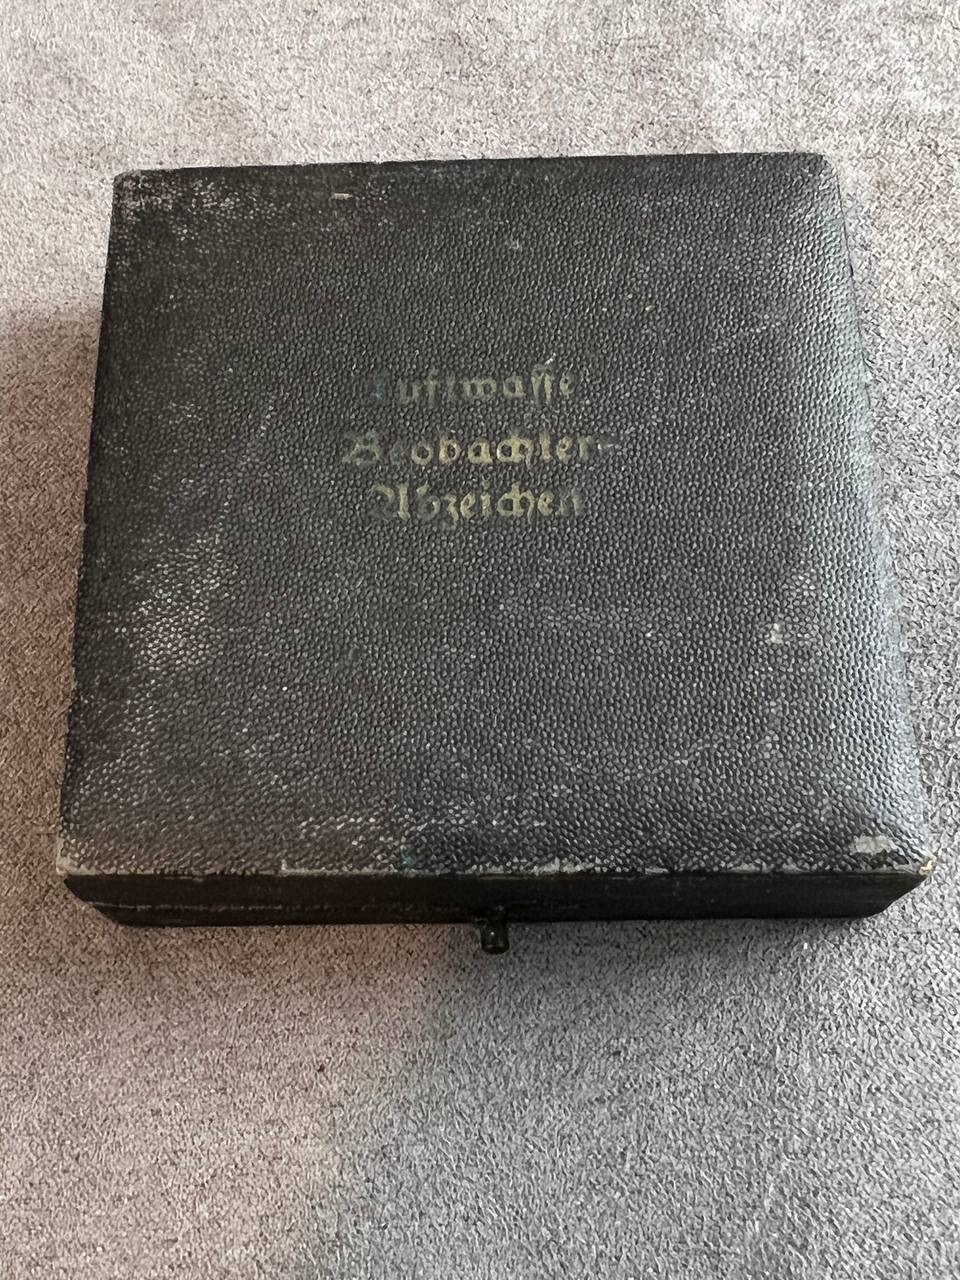 Luftwaffe
Beobachter-
Abzeichen